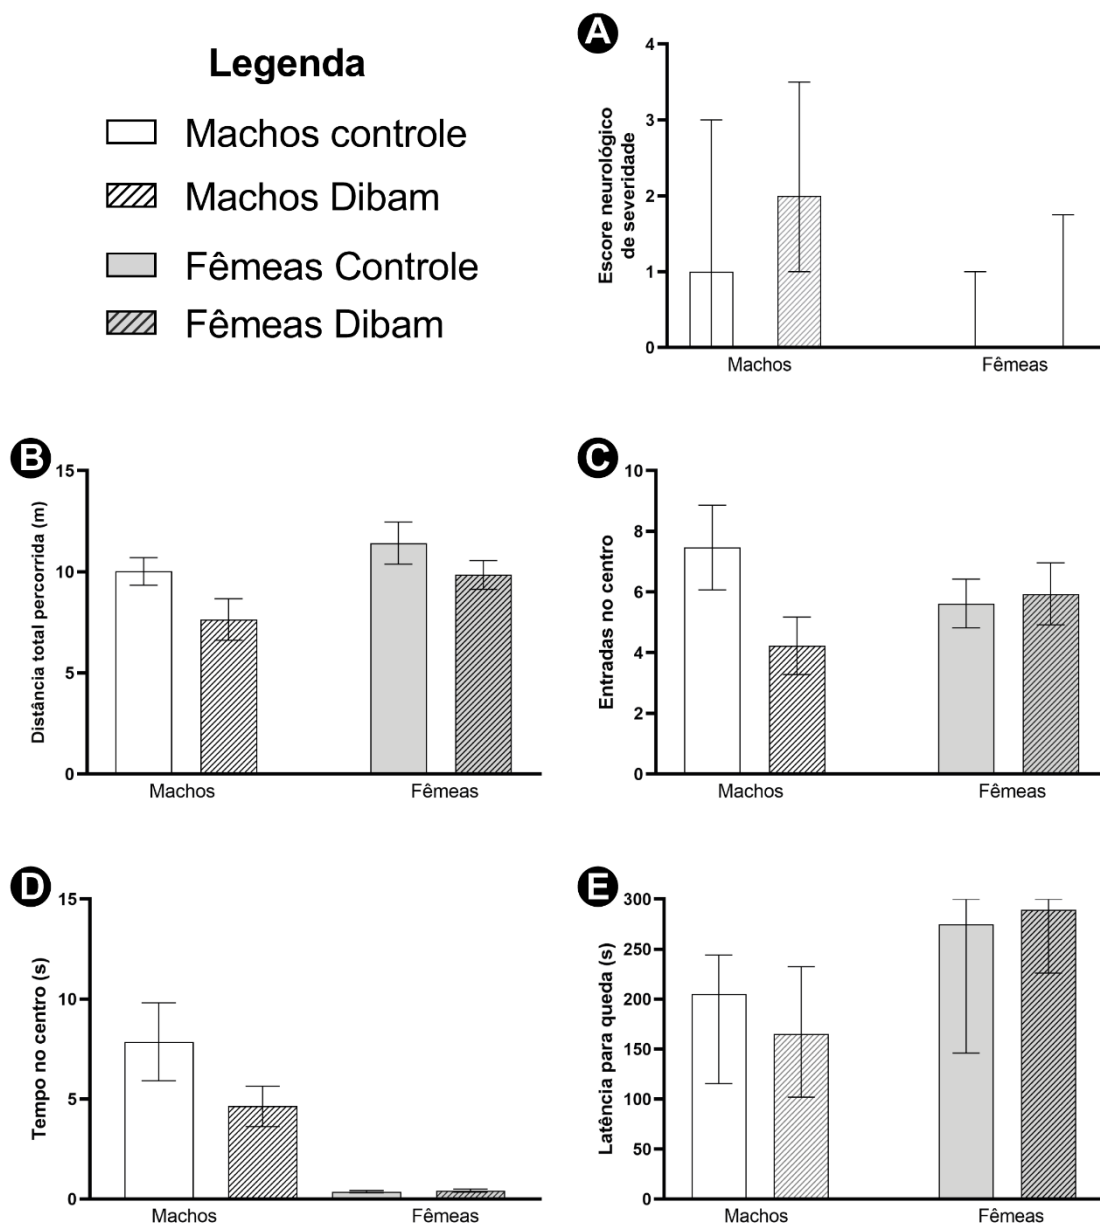 Legenda
Machos controle
Machos Dibam
Fêmeas Controle
Fêmeas Dibam
A
Escore neurológico
de severidade
4
3
2
1
0
Machos
Fêmeas
B
Distância total percorrida (m)
15
10
5
0
Machos
Fêmeas
C
Entradas no centro
10
8
6
4
2
0
Machos
Fêmeas
D
Tempo no centro (s)
15
10
5
0
Machos
Fêmeas
E
Latência para queda (s)
300
250
200
150
100
50
0
Machos
Fêmeas